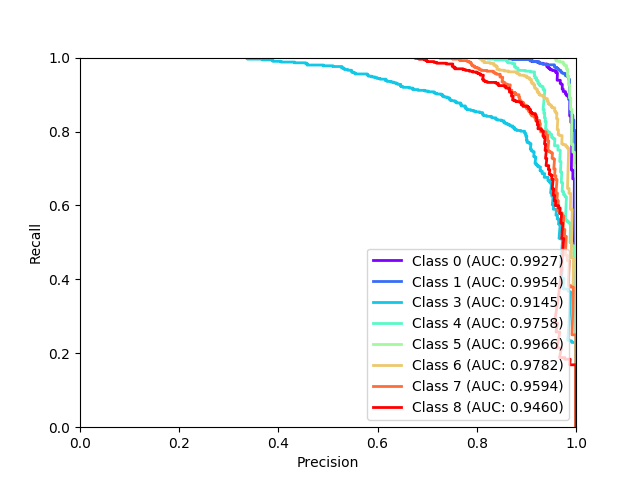 1.0
0.8
0.6
0.4
0.2
0.0
Recall
Class 0 (AUC: 0.9927)
Class 1 (AUC: 0.9954)
Class 3 (AUC: 0.9145)
Class 4 (AUC: 0.9758)
Class 5 (AUC: 0.9966)
Class 6 (AUC: 0.9782)
Class 7 (AUC: 0.9594)
Class 8 (AUC: 0.9460)
0.0 0.2 0.4 0.6 0.8 1.0
Precision